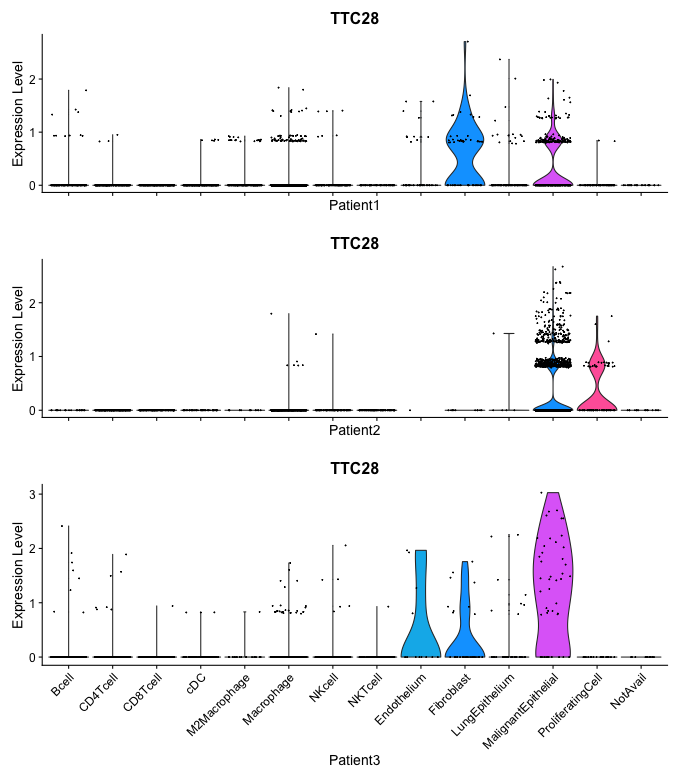 TTC28
Expression Level
2
1
0
Patient1
TTC28
Expression Level
2
1
0
Patient2
TTC28
Expression Level
3
2
1
0
Bcell
CD4Tcell
CD8Tcell
cDC
M2Macrophage
Macrophage
NKcell
NKTcell
Endothelium
Fibroblast
LungEpithelium
MalignantEpithelial
ProliferatingCell
NotAvail
Patient3